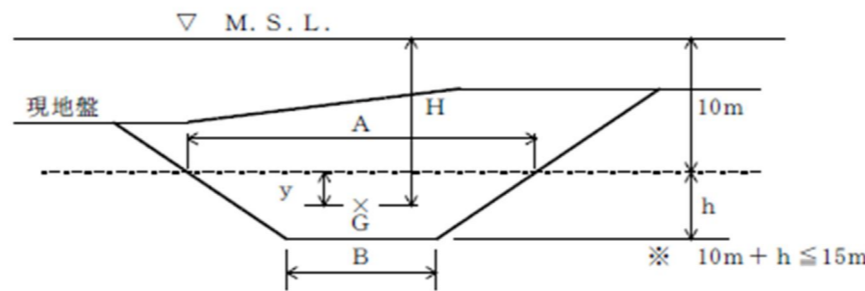 ▽ M.S.L.
現地盤
A
H
10m
y
×
G
h
B
※ 10m+h≦15m